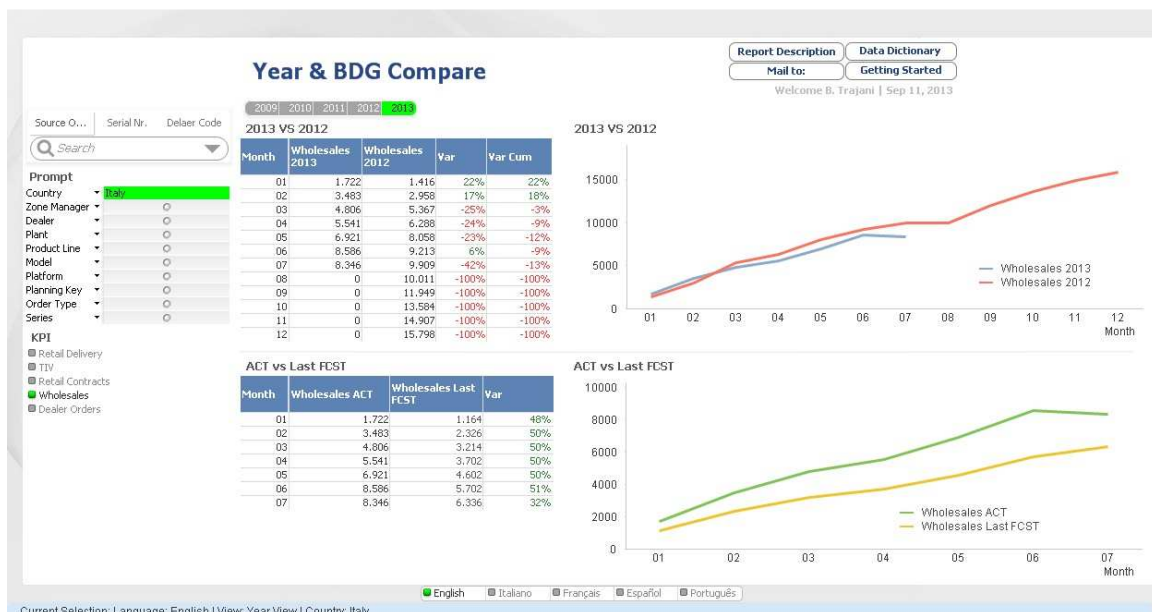 Year & BDG Compare
Report Description
Data Dictionary
Mail to:
Getting Started
Welcome B. Trajani | Sep 11, 2013
2009 2010 2011 2012 2013
Source O... Serial Nr. Delaer Code
Search
Prompt
Country Italy
Zone Manager
Dealer
Plant
Product Line
Model
Platform
Planning Key
Order Type
Series
KPI
Retail Delivery
TIV
Retail Contracts
Wholesales
Dealer Orders
2013 VS 2012
Month Wholesales 2013 Wholesales 2012 Var Var Cum
01 1.722 1.416 22% 22%
02 3.483 2.958 17% 18%
03 4.806 5.367 -25% -3%
04 5.541 6.288 -24% -9%
05 6.921 8.058 -23% -12%
06 8.586 9.213 6% -9%
07 8.346 9.909 -42% -13%
08 0 10.011 -100% -100%
09 0 11.949 -100% -100%
10 0 13.584 -100% -100%
11 0 14.907 -100% -100%
12 0 15.798 -100% -100%
2013 VS 2012
15000
10000
5000
0
Wholesales 2013
Wholesales 2012
01 02 03 04 05 06 07 08 09 10 11 12
Month
ACT vs Last FCST
Month Wholesales ACT Wholesales Last FCST Var
01 1.722 1.164 48%
02 3.483 2.326 50%
03 4.806 3.214 50%
04 5.541 3.702 50%
05 6.921 4.602 50%
06 8.586 5.702 51%
07 8.346 6.336 32%
ACT vs Last FCST
10000
8000
6000
4000
2000
0
Wholesales ACT
Wholesales Last FCST
01 02 03 04 05 06 07
Month
English Italiano Français Español Português
Current Selection: Language: English | View: Year View | Country: Italy